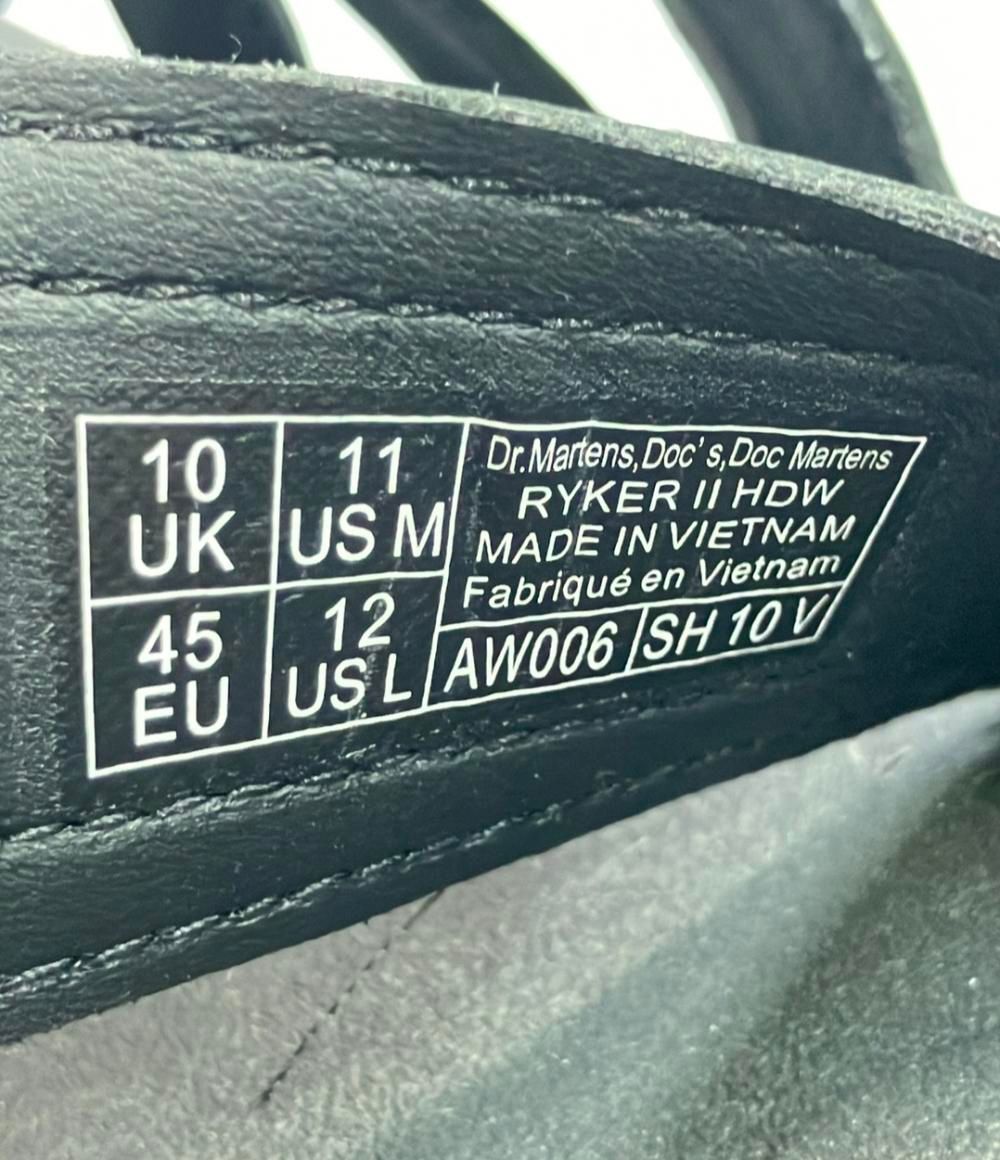 10
UK
11
US M
45
EU
12
US L
Dr.Martens,Doc's,Doc Martens
RYKER II HDW
MADE IN VIETNAM
Fabriqué en Vietnam
AW006
SH 10 V